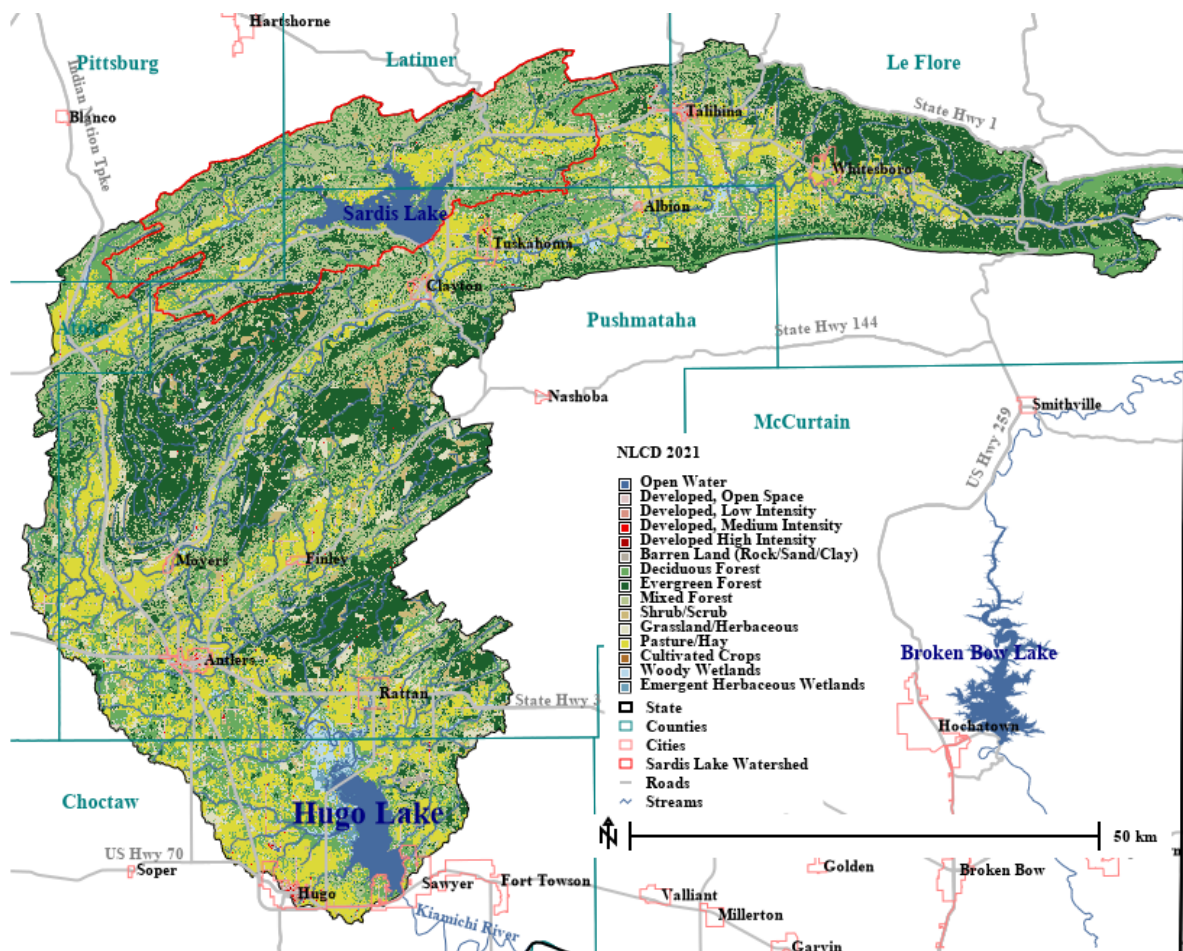 Hartshorne
Pittsburg
Latimer
Le Flore
Indian Nation Tpke
Blanco
State Hwy 1
Talihina
Whitesboro
Sardis Lake
Albion
Tuskahoma
Clayton
Atoka
Pushmataha
State Hwy 144
Nashoba
Smithville
McCurtain
US Hwy 259
NLCD 2021
Open Water
Developed, Open Space
Developed, Low Intensity
Developed, Medium Intensity
Developed High Intensity
Barren Land (Rock/Sand/Clay)
Deciduous Forest
Evergreen Forest
Mixed Forest
Shrub/Scrub
Grassland/Herbaceous
Pasture/Hay
Cultivated Crops
Woody Wetlands
Emergent Herbaceous Wetlands
State
Counties
Cities
Sardis Lake Watershed
Roads
Streams
Moyers
Finley
Antlers
Rattan
State Hwy 3
Broken Bow Lake
Hochatown
Choctaw
Hugo Lake
N
50 km
US Hwy 70
Soper
Hugo
Sawyer
Fort Towson
Kiamichi River
Valliant
Millerton
Garvin
Golden
Broken Bow